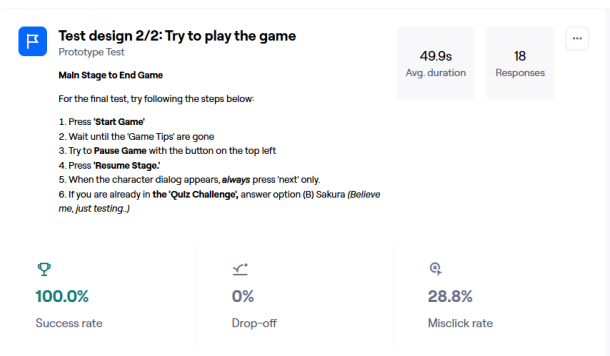 Test design 2/2: Try to play the game
Prototype Test
Main Stage to End Game
For the final test, try following the steps below:
1. Press 'Start Game'
2. Wait until the 'Game Tips' are gone
3. Try to Pause Game with the button on the top left
4. Press 'Resume Stage.'
5. When the character dialog appears, always press 'next' only.
6. If you are already in the 'Quiz Challenge', answer option (B) Sakura (Believe
me, just testing..)
49.9s
Avg. duration
18
Responses
100.0%
Success rate
0%
Drop-off
28.8%
Misclick rate